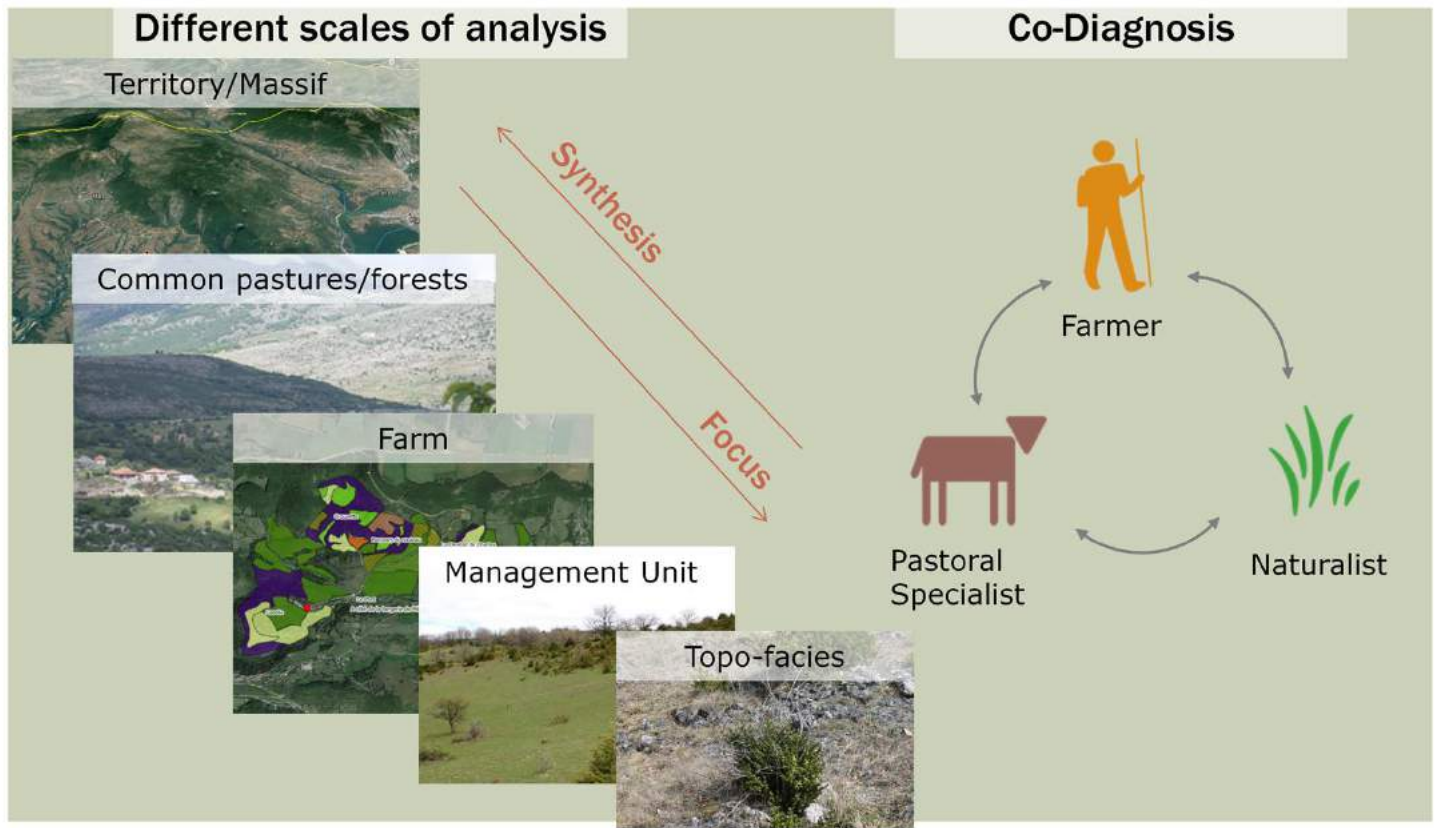 Different scales of analysis
Co-Diagnosis
Territory/Massif
Common pastures/forests
Farm
Management Unit
Topo-facies
Synthesis
Focus
Farmer
Pastoral
Specialist
Naturalist